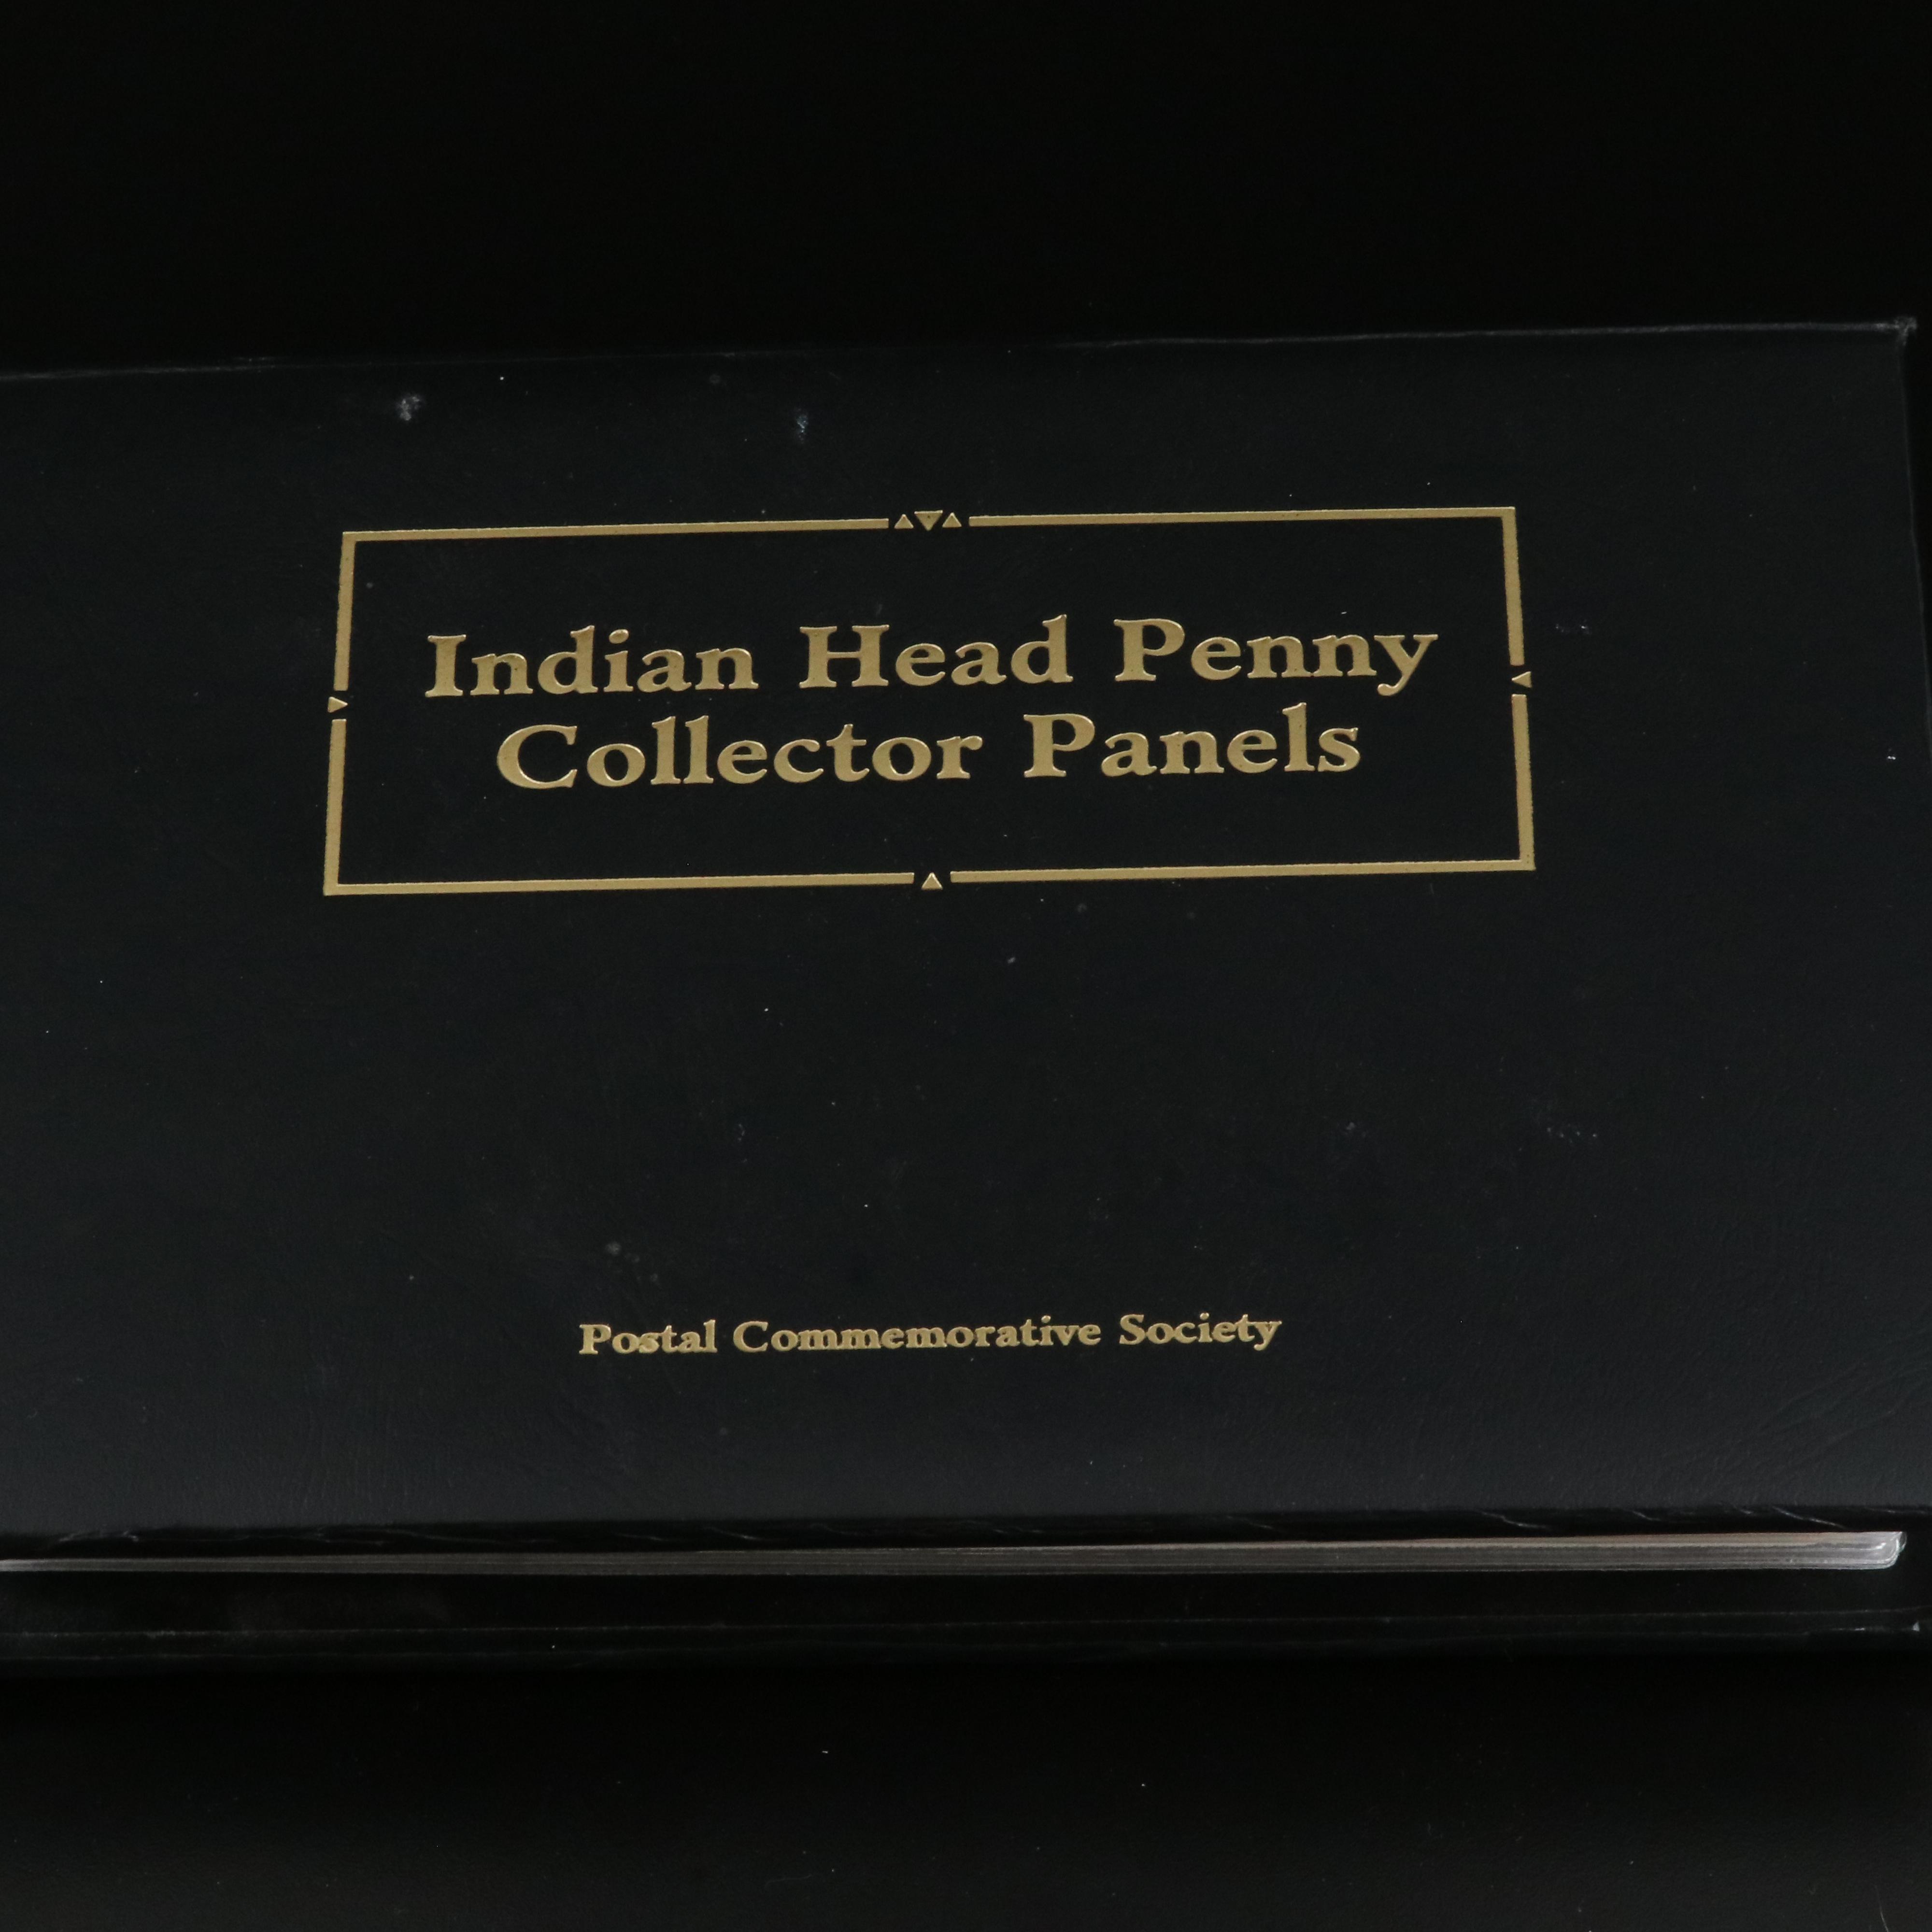 Indian Head Penny
Collector Panels
Postal Commemorative Society